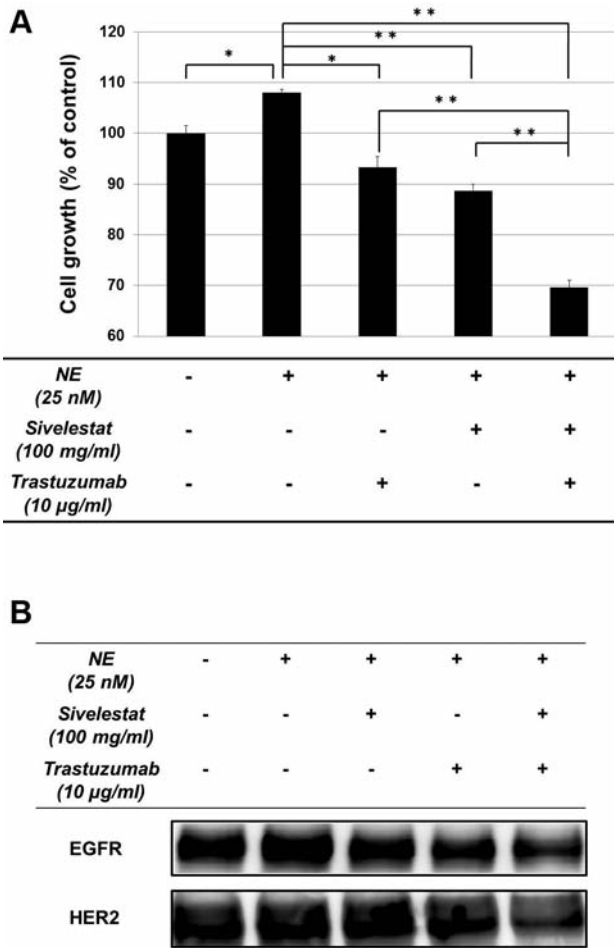 A
120
* *
* *
*
*
110
* *
* *
100
90
80
70
60
Cell growth (% of control)
NE - + + + +
(25 nM)
Sivelestat - - - + +
(100 mg/ml)
Trastuzumab - - + - +
(10 µg/ml)
B
NE - + + + +
(25 nM)
Sivelestat - - + - +
(100 mg/ml)
Trastuzumab - - - + +
(10 µg/ml)
EGFR
HER2